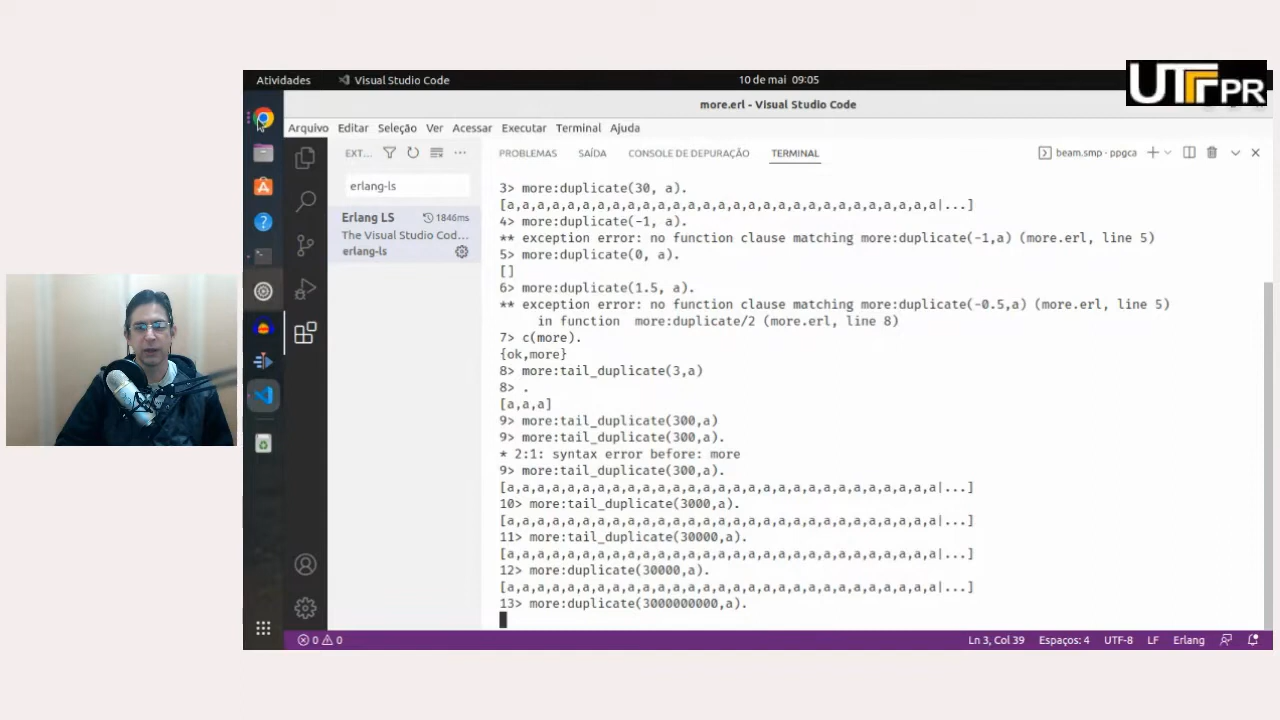 Atividades
Visual Studio Code
10 de mai 09:05
UTFPR
more.erl - Visual Studio Code
Arquivo Editar Seleção Ver Acessar Executar Terminal Ajuda
EXT...
PROBLEMAS SAÍDA CONSOLE DE DEPURAÇÃO TERMINAL
beam.smp - ppgca
erlang-ls
Erlang LS 1846ms
The Visual Studio Cod...
erlang-ls
3> more:duplicate(30, a).
[a,a,a,a,a,a,a,a,a,a,a,a,a,a,a,a,a,a,a,a,a,a,a,a,a,a,a,a,a|...]
4> more:duplicate(-1, a).
** exception error: no function clause matching more:duplicate(-1,a) (more.erl, line 5)
5> more:duplicate(0, a).
[]
6> more:duplicate(1.5, a).
** exception error: no function clause matching more:duplicate(-0.5,a) (more.erl, line 5)
in function more:duplicate/2 (more.erl, line 8)
7> c(more).
{ok,more}
8> more:tail_duplicate(3,a)
8> .
[a,a,a]
9> more:tail_duplicate(300,a)
9> more:tail_duplicate(300,a).
* 2:1: syntax error before: more
9> more:tail_duplicate(300,a).
[a,a,a,a,a,a,a,a,a,a,a,a,a,a,a,a,a,a,a,a,a,a,a,a,a,a,a,a,a|...]
10> more:tail_duplicate(3000,a).
[a,a,a,a,a,a,a,a,a,a,a,a,a,a,a,a,a,a,a,a,a,a,a,a,a,a,a,a,a|...]
11> more:tail_duplicate(30000,a).
[a,a,a,a,a,a,a,a,a,a,a,a,a,a,a,a,a,a,a,a,a,a,a,a,a,a,a,a,a|...]
12> more:duplicate(30000,a).
[a,a,a,a,a,a,a,a,a,a,a,a,a,a,a,a,a,a,a,a,a,a,a,a,a,a,a,a,a|...]
13> more:duplicate(3000000000,a).
0 0
Ln 3, Col 39 Espaços: 4 UTF-8 LF Erlang